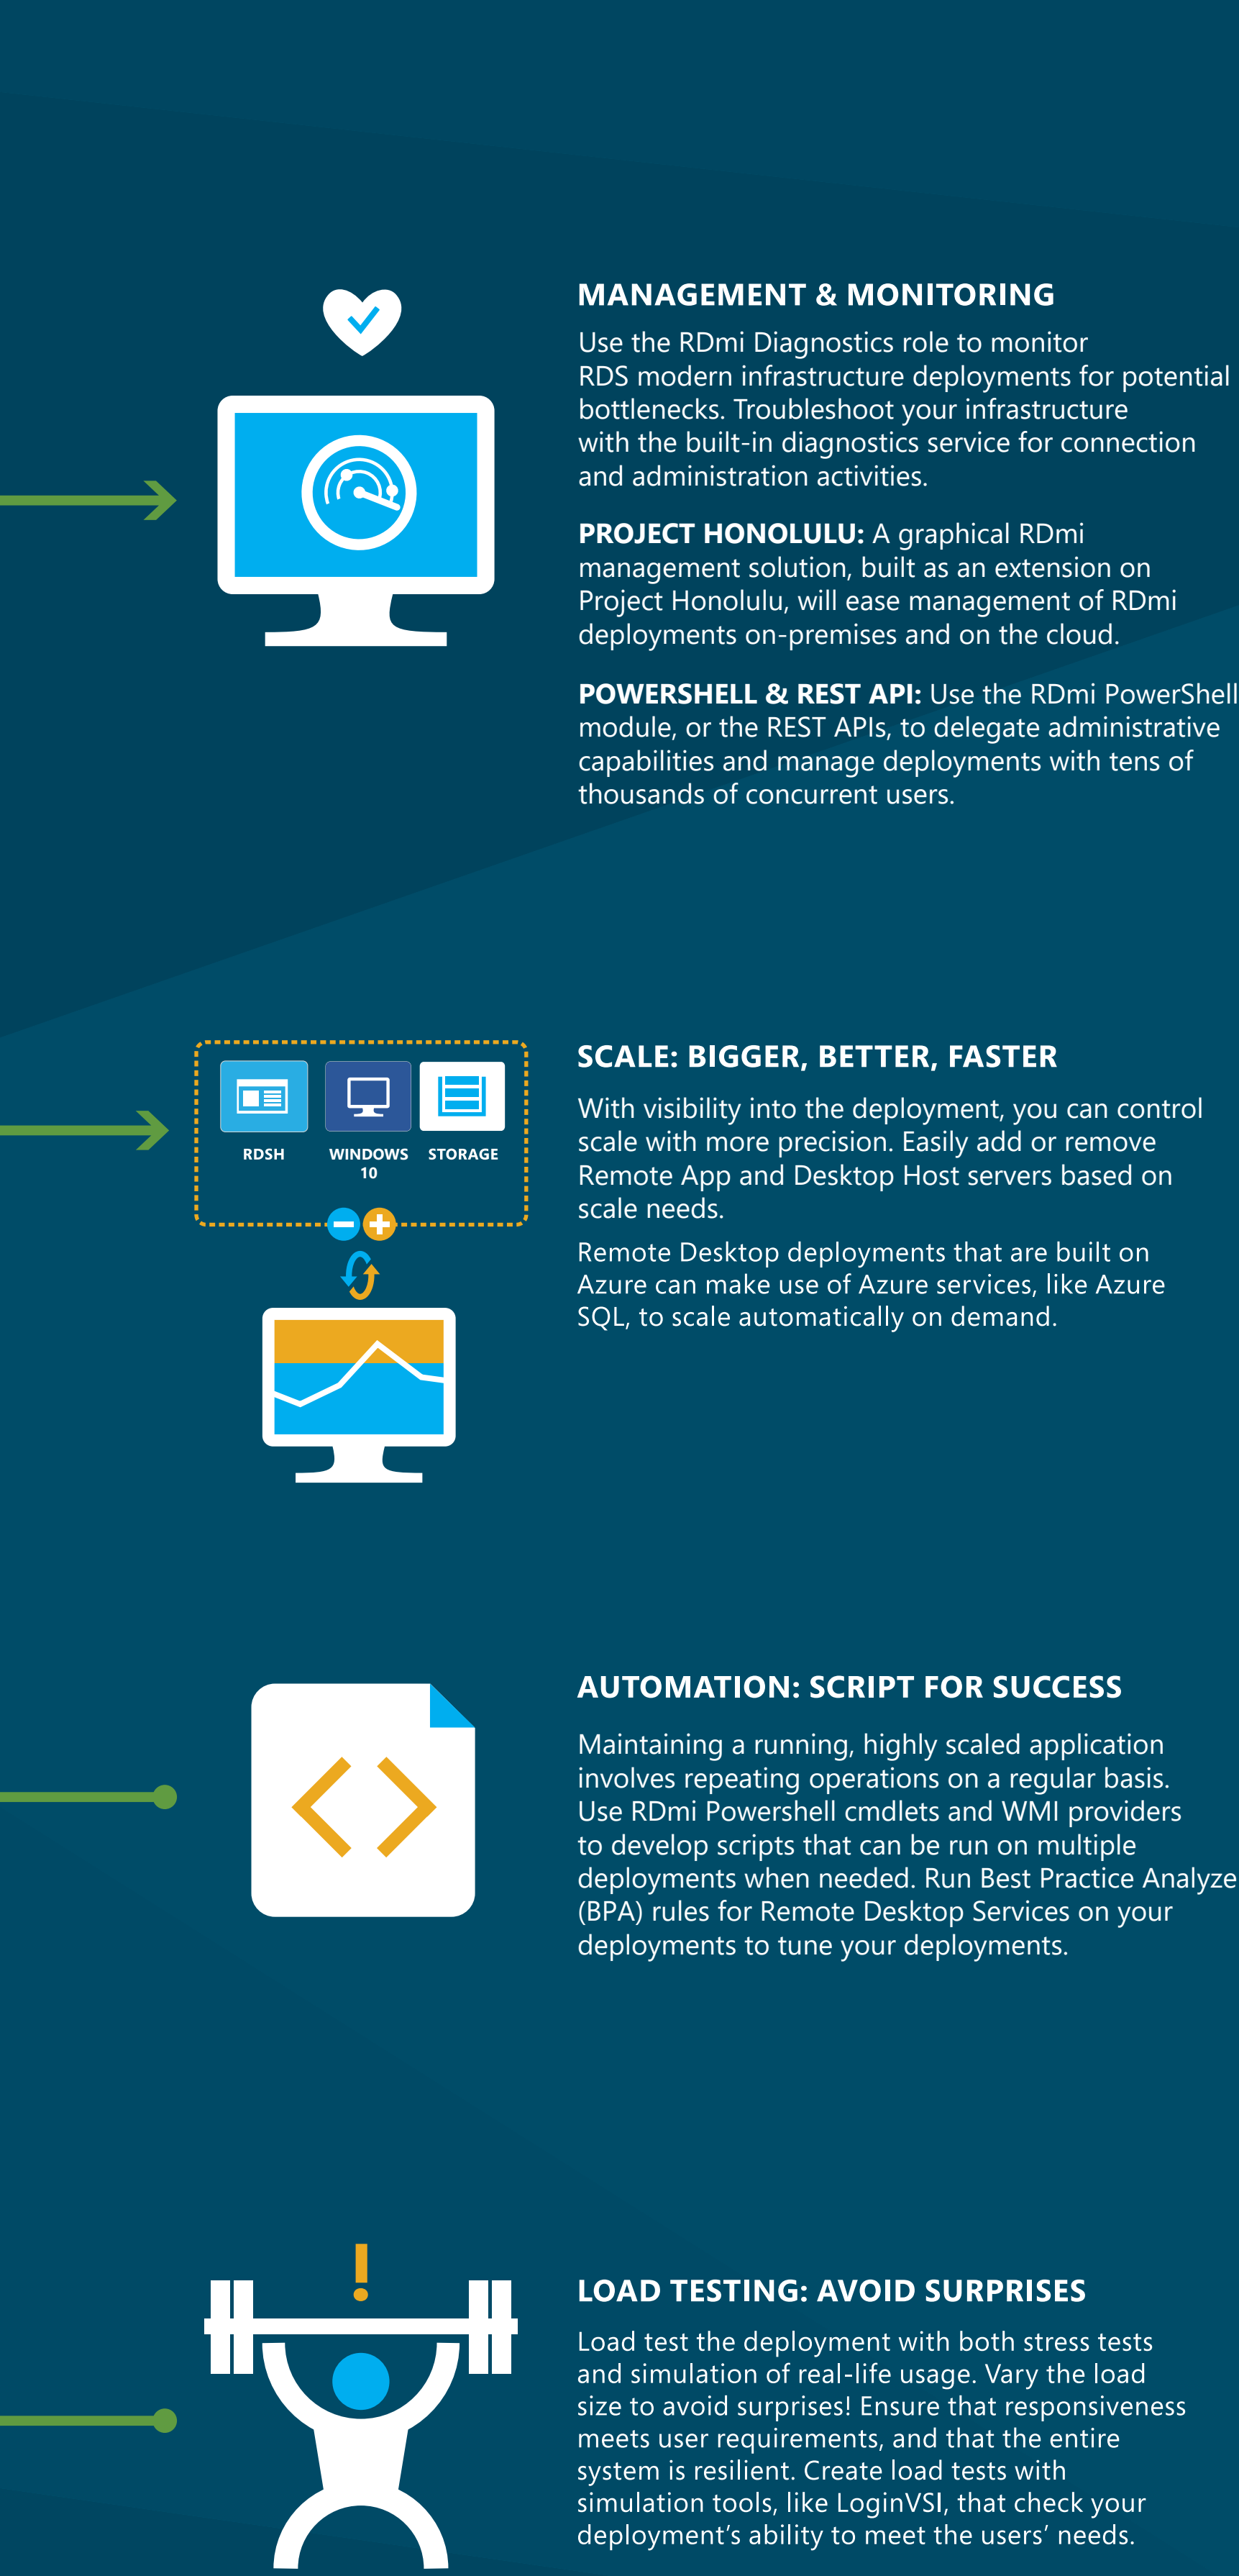 MANAGEMENT & MONITORING
Use the RDmi Diagnostics role to monitor
RDS modern infrastructure deployments for potential
bottlenecks. Troubleshoot your infrastructure
with the built-in diagnostics service for connection
and administration activities.
PROJECT HONOLULU: A graphical RDmi
management solution, built as an extension on
Project Honolulu, will ease management of RDmi
deployments on-premises and on the cloud.
POWERSHELL & REST API: Use the RDmi PowerShell
module, or the REST APIs, to delegate administrative
capabilities and manage deployments with tens of
thousands of concurrent users.
RDSH
WINDOWS
10
STORAGE
SCALE: BIGGER, BETTER, FASTER
With visibility into the deployment, you can control
scale with more precision. Easily add or remove
Remote App and Desktop Host servers based on
scale needs.
Remote Desktop deployments that are built on
Azure can make use of Azure services, like Azure
SQL, to scale automatically on demand.
AUTOMATION: SCRIPT FOR SUCCESS
Maintaining a running, highly scaled application
involves repeating operations on a regular basis.
Use RDmi Powershell cmdlets and WMI providers
to develop scripts that can be run on multiple
deployments when needed. Run Best Practice Analyze
(BPA) rules for Remote Desktop Services on your
deployments to tune your deployments.
LOAD TESTING: AVOID SURPRISES
Load test the deployment with both stress tests
and simulation of real-life usage. Vary the load
size to avoid surprises! Ensure that responsiveness
meets user requirements, and that the entire
system is resilient. Create load tests with
simulation tools, like LoginVSI, that check your
deployment’s ability to meet the users’ needs.